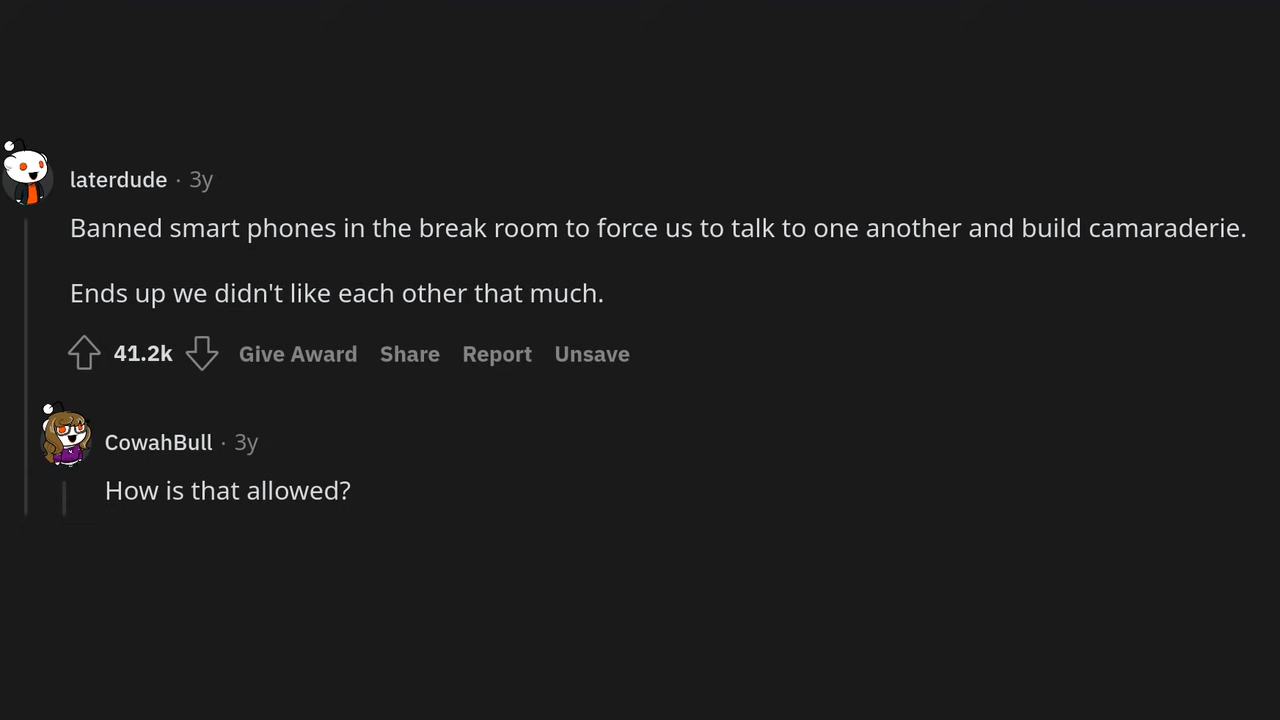 laterdude · 3y
Banned smart phones in the break room to force us to talk to one another and build camaraderie.
Ends up we didn't like each other that much.
41.2k Give Award Share Report Unsave
CowahBull · 3y
How is that allowed?